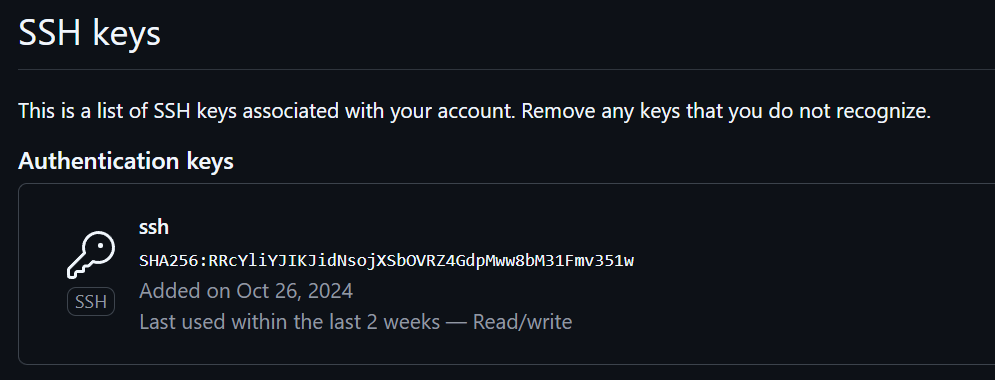 SSH keys
This is a list of SSH keys associated with your account. Remove any keys that you do not recognize.
Authentication keys
ssh
SHA256:RRcYliYJIKJidNsojXSbOVRZ4GdpMww8bM31Fmv351w
Added on Oct 26, 2024
SSH
Last used within the last 2 weeks — Read/write